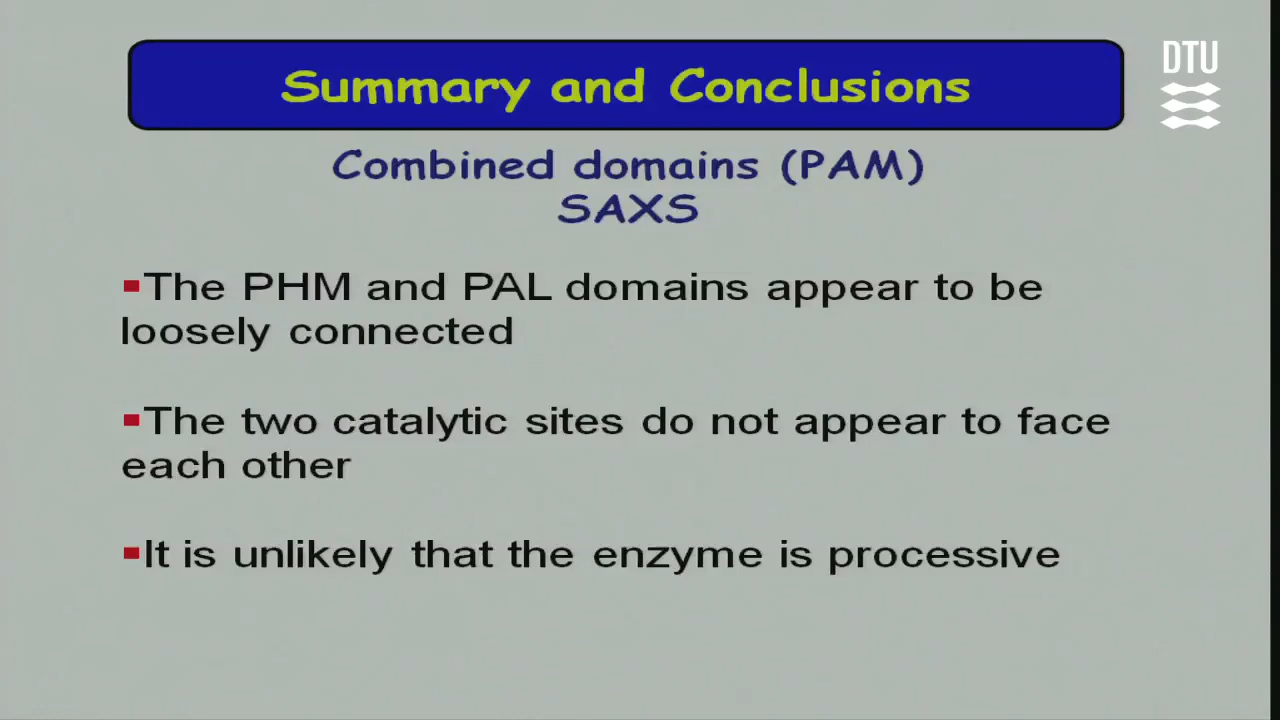 Summary and Conclusions
DTU
Combined domains (PAM)
SAXS
▪The PHM and PAL domains appear to be
loosely connected
▪The two catalytic sites do not appear to face
each other
▪It is unlikely that the enzyme is processive